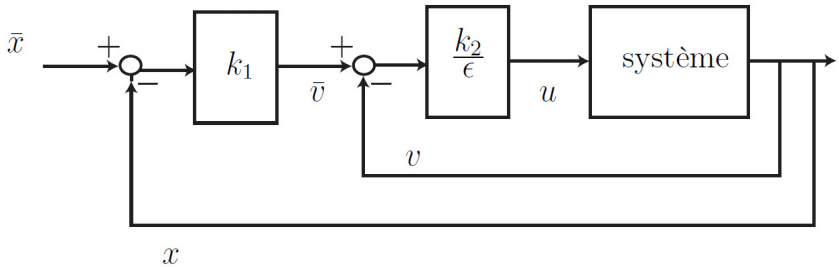 x̄
+
−
k₁
v̄
+
−
k₂/ϵ
u
système
v
x